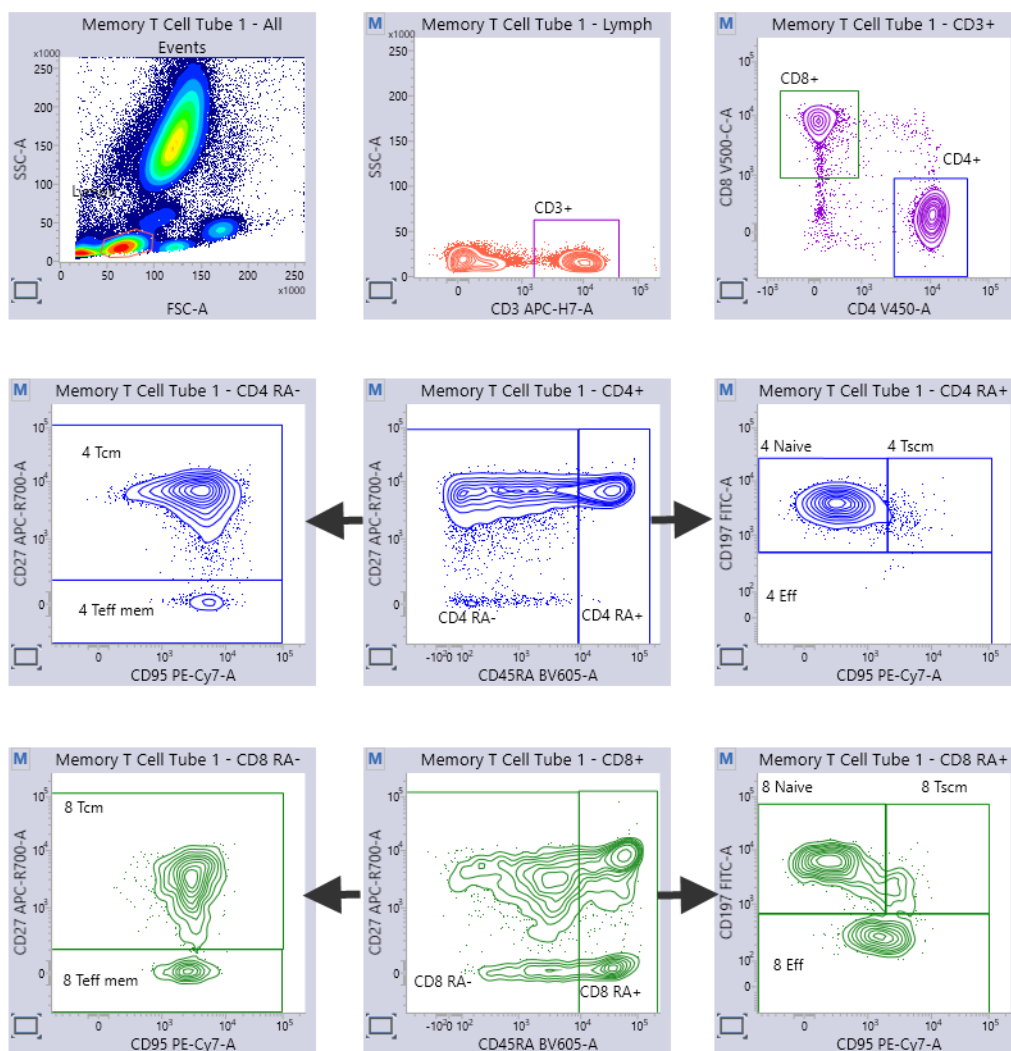 Memory T Cell Tube 1 - All
Events
x1000
250
200
150
100
50
0
SSC-A
Lymph
0 50 100 150 200 250
x1000
FSC-A
M
Memory T Cell Tube 1 - Lymph
x1000
250
200
150
100
50
0
SSC-A
CD3+
0 10³ 10⁴ 10⁵
CD3 APC-H7-A
M
Memory T Cell Tube 1 - CD3+
10⁵
10⁴
10³
0
CD8 V500-C-A
CD8+
CD4+
-10³ 0 10³ 10⁴ 10⁵
CD4 V450-A
M
Memory T Cell Tube 1 - CD4 RA-
10⁵
10⁴
10³
0
CD27 APC-R700-A
4 Tcm
4 Teff mem
0 10³ 10⁴ 10⁵
CD95 PE-Cy7-A
M
Memory T Cell Tube 1 - CD4+
10⁵
10⁴
10³
0
CD27 APC-R700-A
CD4 RA-
CD4 RA+
10³ 10⁴ 10⁵
CD45RA BV605-A
M
Memory T Cell Tube 1 - CD4 RA+
10⁵
10⁴
10³
10²
0
CD197 FITC-A
4 Naive
4 Tscm
4 Eff
0 10³ 10⁴ 10⁵
CD95 PE-Cy7-A
M
Memory T Cell Tube 1 - CD8 RA-
10⁵
10⁴
10³
0
CD27 APC-R700-A
8 Tcm
8 Teff mem
0 10³ 10⁴ 10⁵
CD95 PE-Cy7-A
M
Memory T Cell Tube 1 - CD8+
10⁵
10⁴
10³
0
CD27 APC-R700-A
CD8 RA-
CD8 RA+
10³ 10⁴ 10⁵
CD45RA BV605-A
M
Memory T Cell Tube 1 - CD8 RA+
10⁵
10⁴
10³
10²
CD197 FITC-A
8 Naive
8 Tscm
8 Eff
0 10³ 10⁴ 10⁵
CD95 PE-Cy7-A